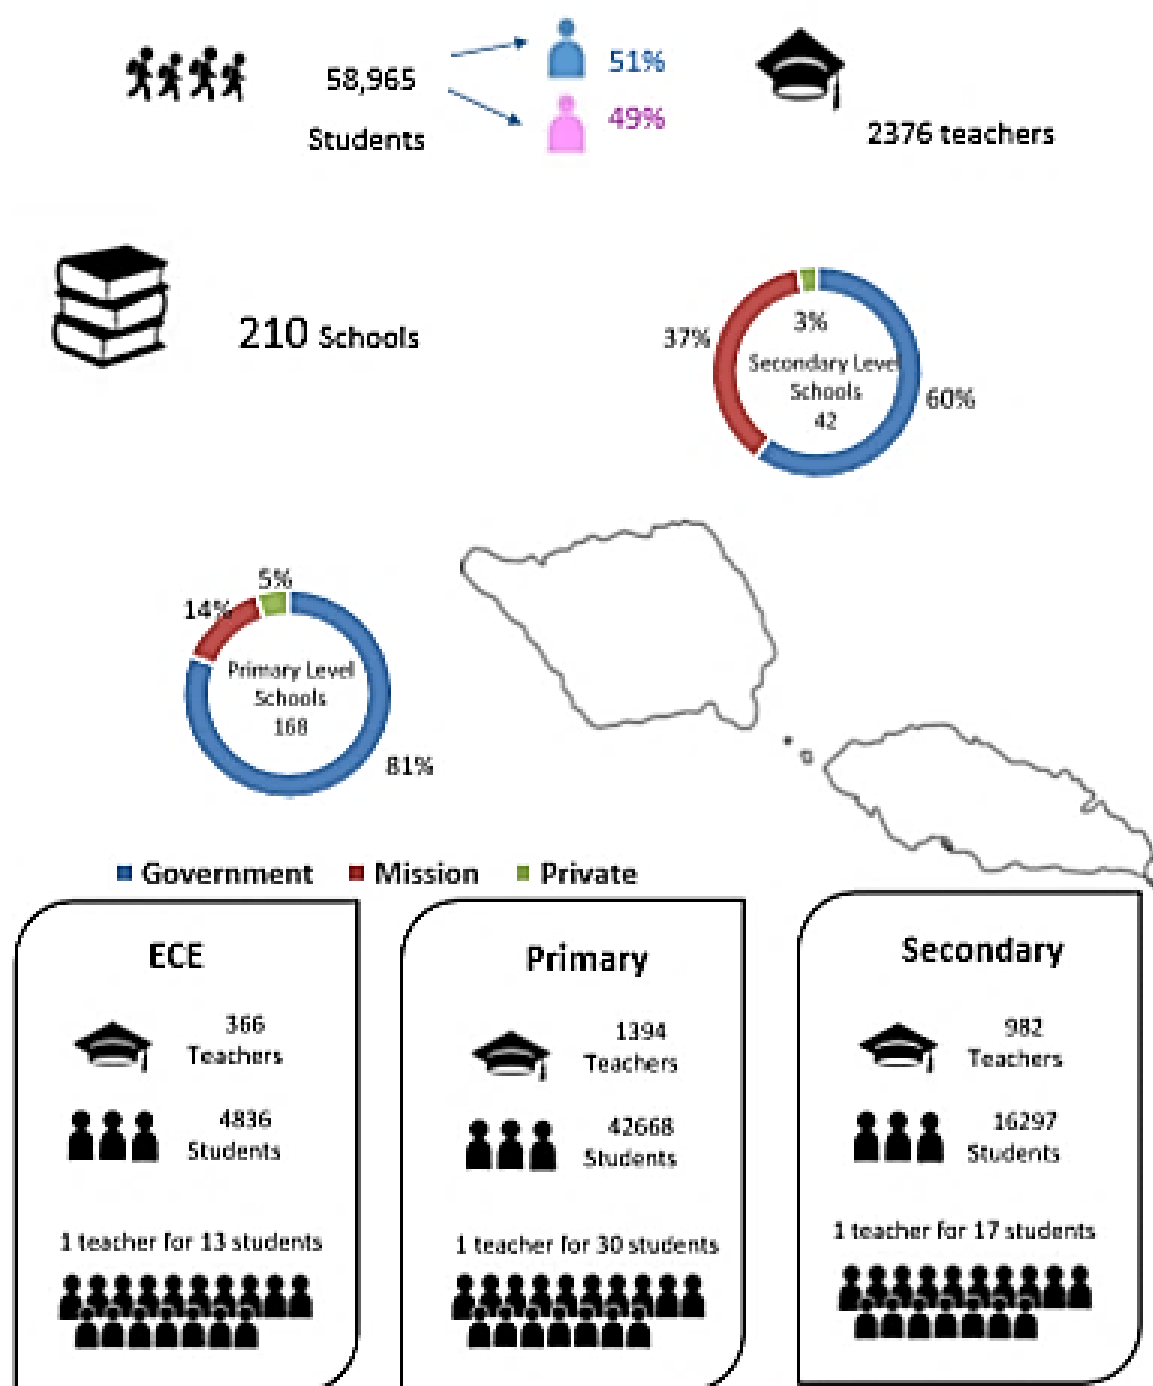 58,965
Students
51%
49%
2376 teachers
210 Schools
37%
3%
Secondary Level
Schools
42
60%
5%
14%
Primary Level
Schools
168
81%
Government
Mission
Private
ECE
366
Teachers
4836
Students
1 teacher for 13 students
Primary
1394
Teachers
42668
Students
1 teacher for 30 students
Secondary
982
Teachers
16297
Students
1 teacher for 17 students